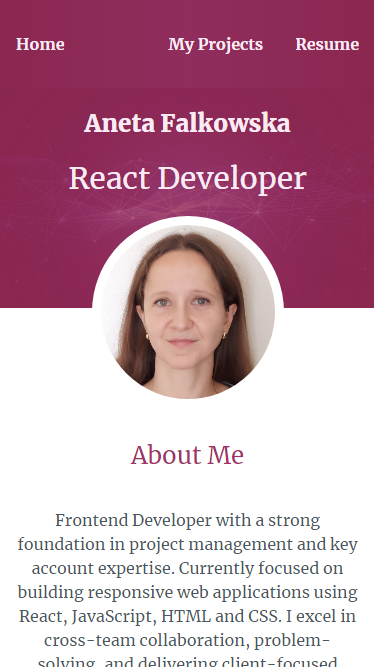 Home My Projects Resume
Aneta Falkowska
React Developer
About Me
Frontend Developer with a strong
foundation in project management and key
account expertise. Currently focused on
building responsive web applications using
React, JavaScript, HTML and CSS. I excel in
cross-team collaboration, problem-
solving, and delivering client-focused